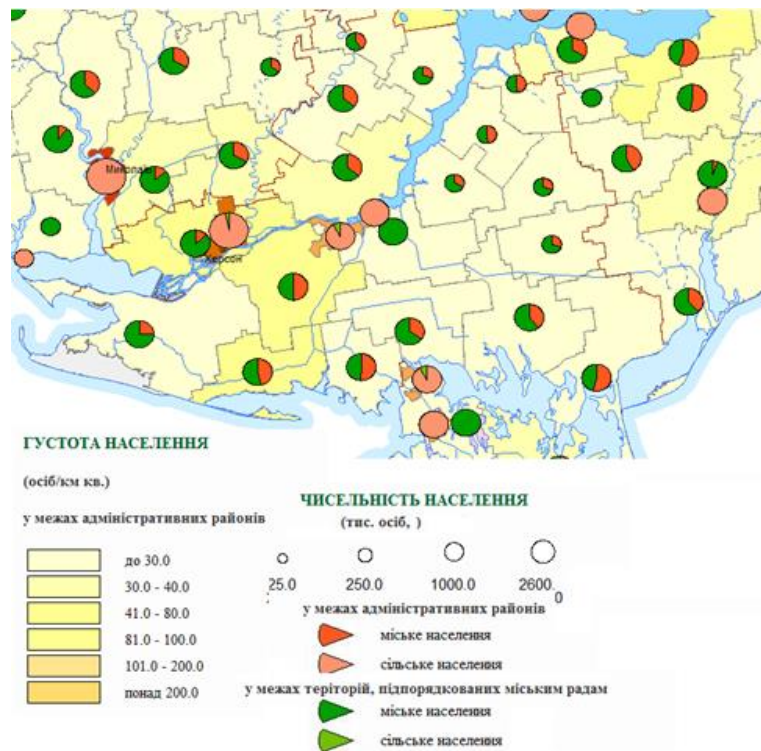 Миколаїв
Херсон
ГУСТОТА НАСЕЛЕННЯ
(осіб/км кв.)
у межах адміністративних районів
до 30.0
30.0 - 40.0
41.0 - 80.0
81.0 - 100.0
101.0 - 200.0
понад 200.0
ЧИСЕЛЬНІСТЬ НАСЕЛЕННЯ
(тис. осіб, )
25.0 250.0 1000.0 2600.0
у межах адміністративних районів
міське населення
сільське населення
у межах теріторій, підпорядкованих міським радам
міське населення
сільське населення